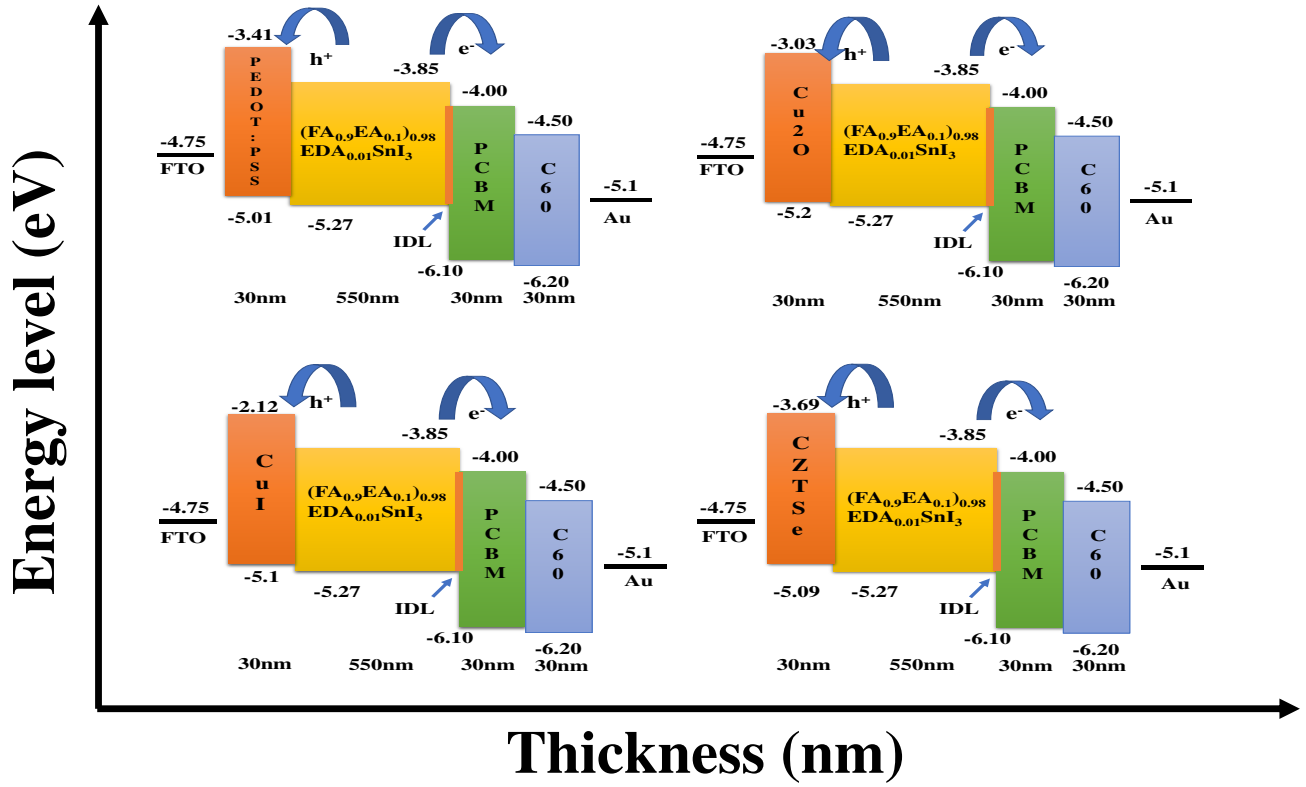 Energy level (eV)
-3.41
h⁺
e⁻
-3.85
-4.00
-4.50
-4.75
FTO
PEDOT:PSS
(FA₀.₉EA₀.₁)₀.₉₈
EDA₀.₀₁SnI₃
PCBM
C60
-5.1
Au
-5.01
-5.27
IDL
-6.10
-6.20
30nm 550nm 30nm 30nm
-3.03
h⁺
e⁻
-3.85
-4.00
-4.50
-4.75
FTO
Cu2O
(FA₀.₉EA₀.₁)₀.₉₈
EDA₀.₀₁SnI₃
PCBM
C60
-5.1
Au
-5.2
-5.27
IDL
-6.10
-6.20
30nm 550nm 30nm 30nm
-2.12
h⁺
e⁻
-3.85
-4.00
-4.50
-4.75
FTO
CuI
(FA₀.₉EA₀.₁)₀.₉₈
EDA₀.₀₁SnI₃
PCBM
C60
-5.1
Au
-5.1
-5.27
IDL
-6.10
-6.20
30nm 550nm 30nm 30nm
-3.69
h⁺
e⁻
-3.85
-4.00
-4.50
-4.75
FTO
CZTSe
(FA₀.₉EA₀.₁)₀.₉₈
EDA₀.₀₁SnI₃
PCBM
C60
-5.1
Au
-5.09
-5.27
IDL
-6.10
-6.20
30nm 550nm 30nm 30nm
Thickness (nm)